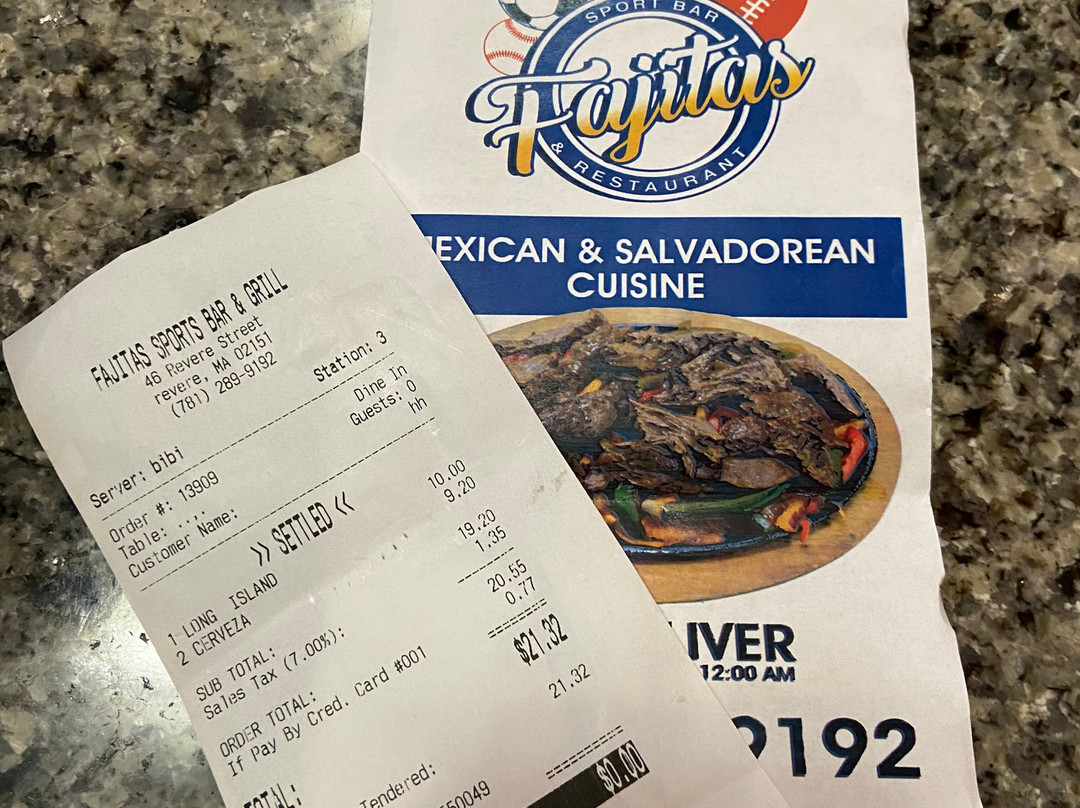 FAJITAS SPORTS BAR & GRILL
46 Revere Street
revere, MA 02151
(781) 289-9192
Station: 3
Server: bibi
Dine In
Order #: 13909
Guests: 0
Table: ....
hh
Customer Name:
>> SETTLED <<
1 LONG ISLAND 10.00
2 CERVEZA 9.20
SUB TOTAL: 19.20
Sales Tax (7.00%): 1.35
ORDER TOTAL: 20.55
If Pay By Cred. Card #001 0.77
TOTAL: $21.32
Tendered: 21.32
50049
$0.00
SPORT BAR
Fajitas
& RESTAURANT
MEXICAN & SALVADOREAN
CUISINE
LIVER
12:00 AM
9192